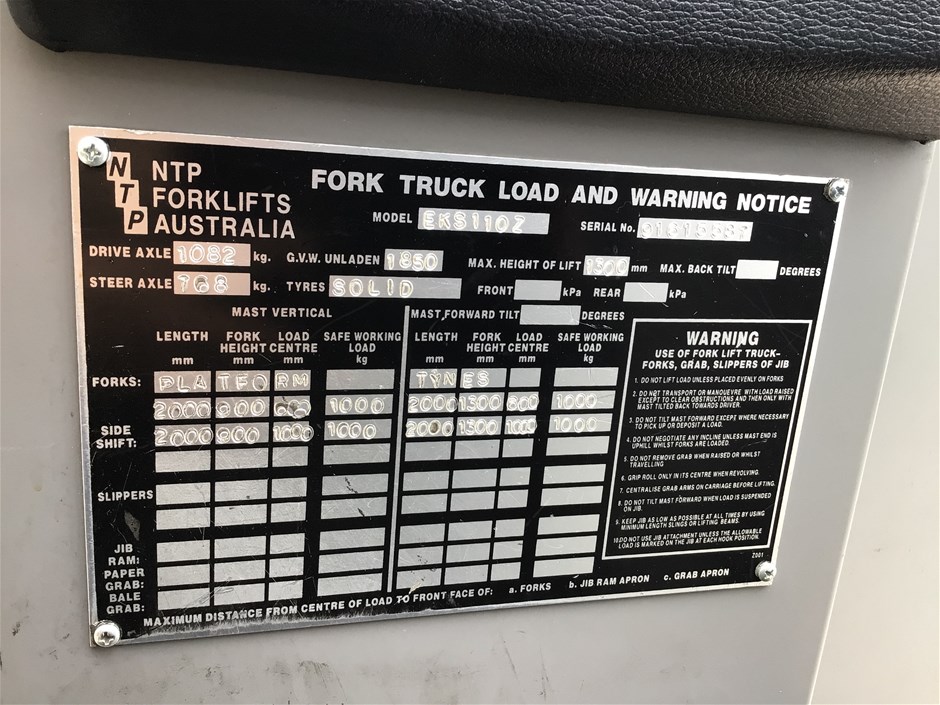 NTP
NTP
FORKLIFTS
AUSTRALIA
FORK TRUCK LOAD AND WARNING NOTICE
MODEL EKS110Z SERIAL No.
DRIVE AXLE 1082 kg. G.V.W. UNLADEN 1850 MAX. HEIGHT OF LIFT 1300 mm MAX. BACK TILT DEGREES
STEER AXLE 768 kg. TYRES SOLID FRONT kPa REAR kPa
MAST VERTICAL MAST FORWARD TILT DEGREES
LENGTH mm FORK HEIGHT mm LOAD CENTRE mm SAFE WORKING LOAD kg LENGTH mm FORK HEIGHT mm LOAD CENTRE mm SAFE WORKING LOAD kg
FORKS: PLATFORM TYNES
2000 900 1000 2000 1300 600 1000
SIDE SHIFT: 2000 900 1000 1000 2000 1300 1000 1000
SLIPPERS
JIB RAM:
PAPER GRAB:
BALE GRAB:
MAXIMUM DISTANCE FROM CENTRE OF LOAD TO FRONT FACE OF: a. FORKS b. JIB RAM APRON c. GRAB APRON
WARNING
USE OF FORK LIFT TRUCK-
FORKS, GRAB, SLIPPERS OF JIB
1. DO NOT LIFT LOAD UNLESS PLACED EVENLY ON FORKS
2. DO NOT TRANSPORT OR MANOUEVRE WITH LOAD RAISED
EXCEPT TO CLEAR OBSTRUCTIONS AND THEN ONLY WITH
MAST TILTED BACK TOWARDS DRIVER.
3. DO NOT TILT MAST FORWARD EXCEPT WHERE NECESSARY
TO PICK UP OR DEPOSIT A LOAD.
4. DO NOT NEGOTIATE ANY INCLINE UNLESS MAST END IS
UPHILL WHILST FORKS ARE LOADED.
5. DO NOT REMOVE GRAB WHEN RAISED OR WHILST
TRAVELLING
6. GRIP ROLL ONLY IN ITS CENTRE WHEN REVOLVING.
7. CENTRALISE GRAB ARMS ON CARRIAGE BEFORE LIFTING.
8. DO NOT TILT MAST FORWARD WHEN LOAD IS SUSPENDED
ON JIB.
9. KEEP JIB AS LOW AS POSSIBLE AT ALL TIMES BY USING
MINIMUM LENGTH SLINGS OR LIFTING BEAMS.
10.DO NOT USE JIB ATTACHMENT UNLESS THE ALLOWABLE
LOAD IS MARKED ON THE JIB AT EACH HOOK POSITION.
Z001